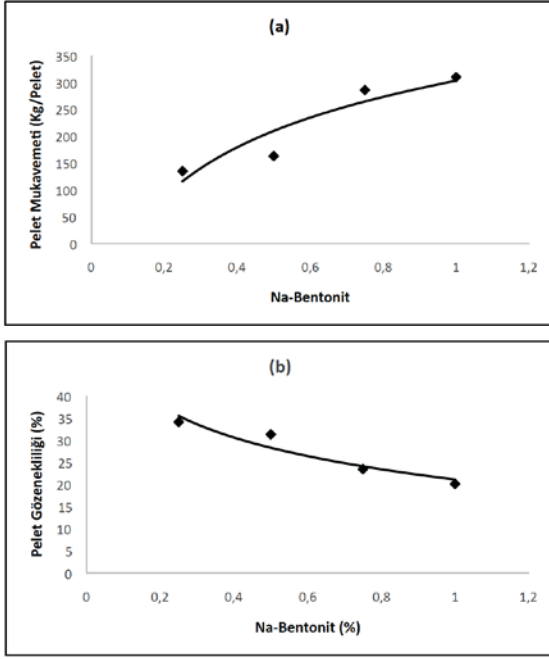 (a)
Pelet Mukavemeti (Kg/Pelet)
350
300
250
200
150
100
50
0
0 0,2 0,4 0,6 0,8 1 1,2
Na-Bentonit
(b)
Pelet Gözenekliliği (%)
40
35
30
25
20
15
10
5
0
0 0,2 0,4 0,6 0,8 1 1,2
Na-Bentonit (%)